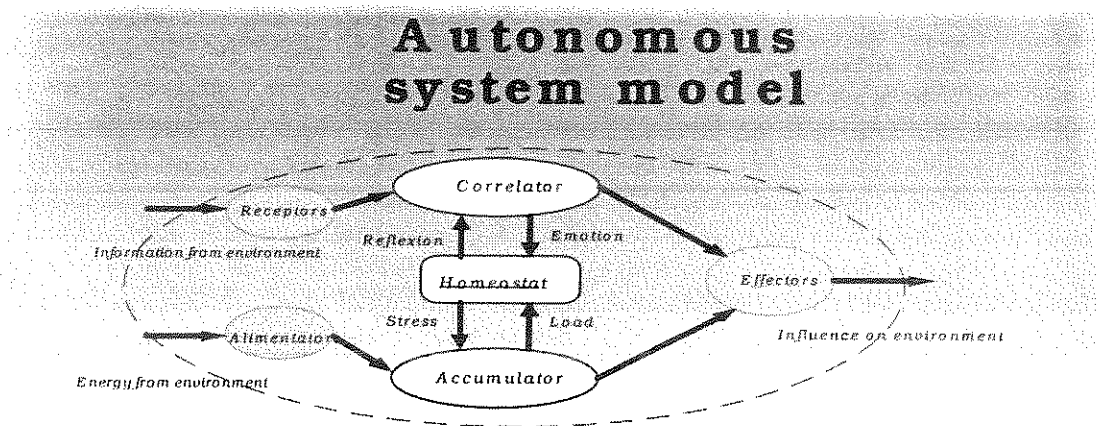 Autonomous
system model
Correlator
Receptors
Reflexion
Emotion
Information from environment
Homeostat
Effectors
Stress
Load
Alimentator
Influence on environment
Energy from environment
Accumulator